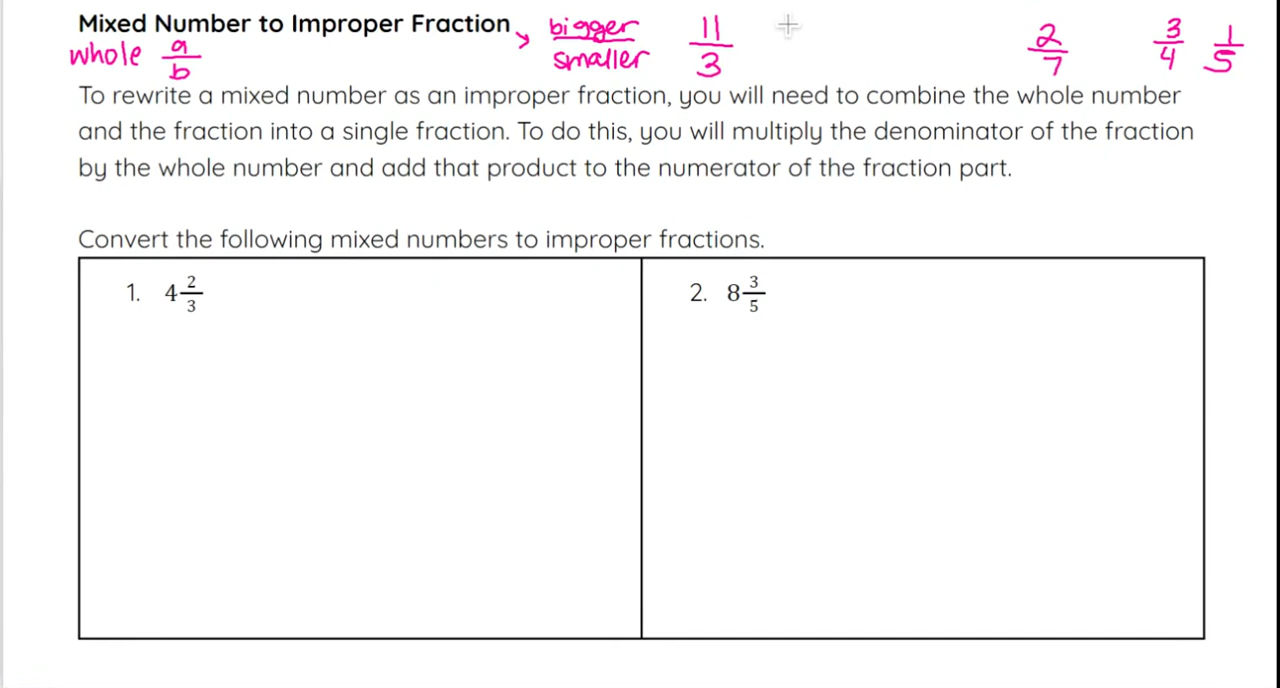 Mixed Number to Improper Fraction → bigger/smaller 11/3 2/7 3/4 1/5
whole a/b
To rewrite a mixed number as an improper fraction, you will need to combine the whole number
and the fraction into a single fraction. To do this, you will multiply the denominator of the fraction
by the whole number and add that product to the numerator of the fraction part.
Convert the following mixed numbers to improper fractions.
1. 4 2/3
2. 8 3/5